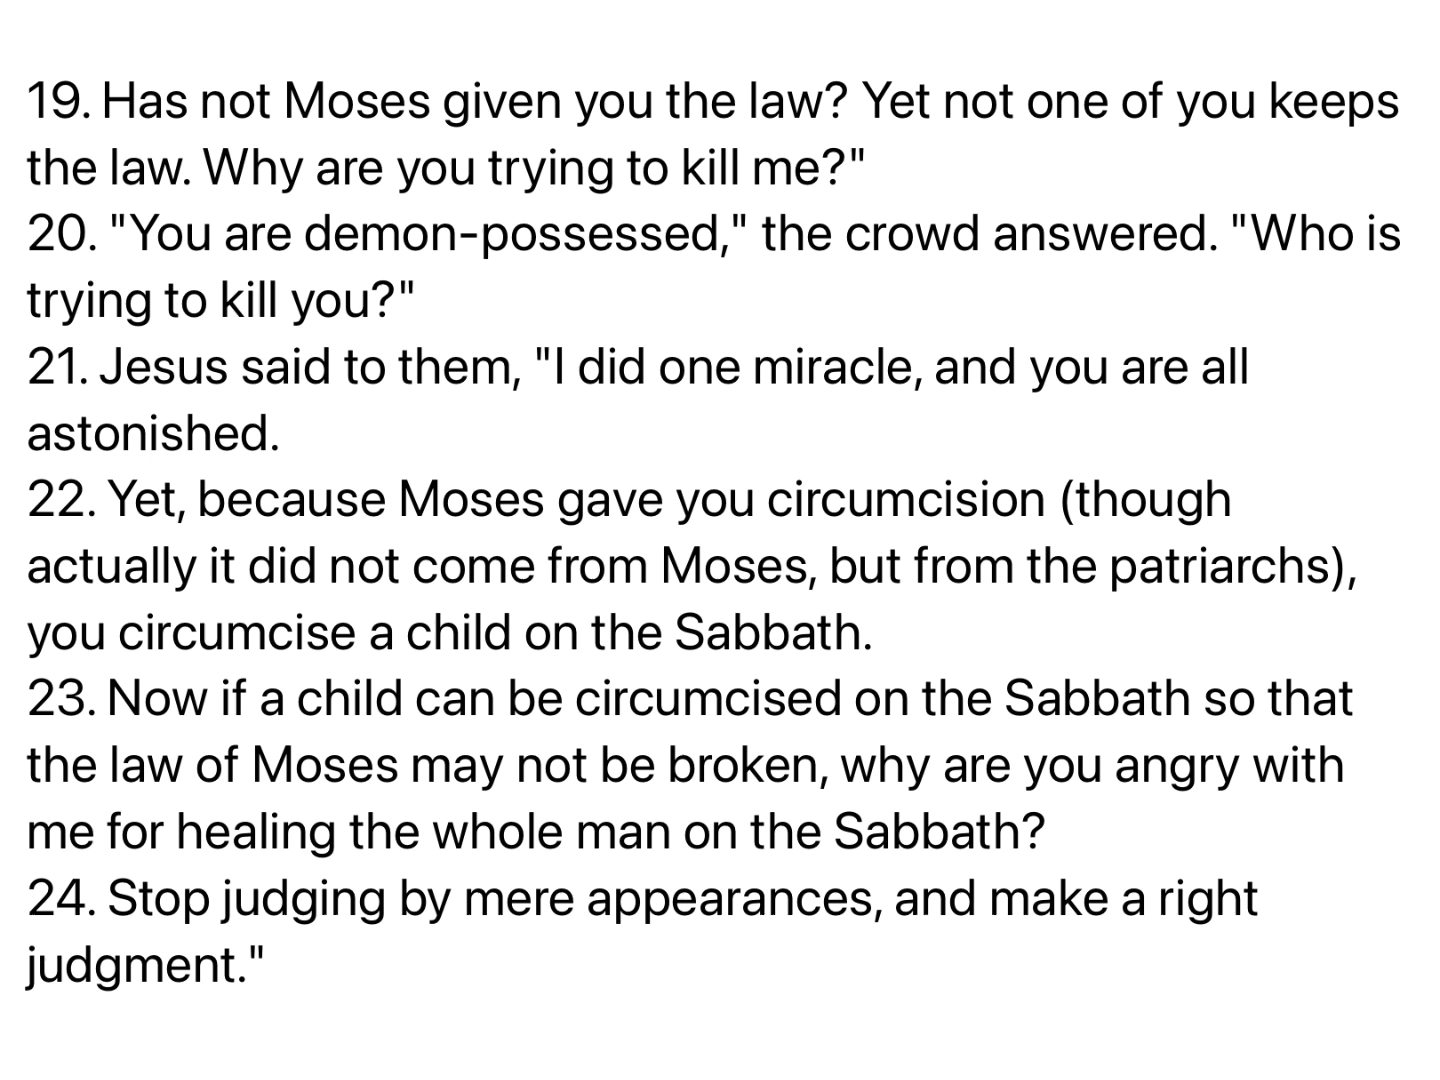 19. Has not Moses given you the law? Yet not one of you keeps
the law. Why are you trying to kill me?"
20. "You are demon-possessed," the crowd answered. "Who is
trying to kill you?"
21. Jesus said to them, "I did one miracle, and you are all
astonished.
22. Yet, because Moses gave you circumcision (though
actually it did not come from Moses, but from the patriarchs),
you circumcise a child on the Sabbath.
23. Now if a child can be circumcised on the Sabbath so that
the law of Moses may not be broken, why are you angry with
me for healing the whole man on the Sabbath?
24. Stop judging by mere appearances, and make a right
judgment."